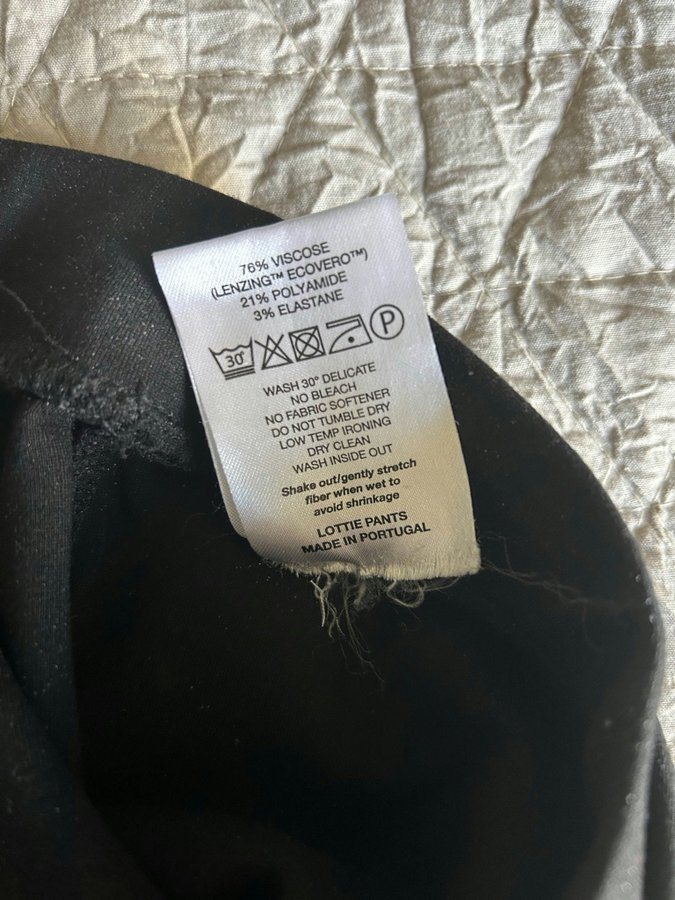 76% VISCOSE
(LENZING™ ECOVERO™)
21% POLYAMIDE
3% ELASTANE
30° P
WASH 30° DELICATE
NO BLEACH
NO FABRIC SOFTENER
DO NOT TUMBLE DRY
LOW TEMP IRONING
DRY CLEAN
WASH INSIDE OUT
Shake out/gently stretch
fiber when wet to
avoid shrinkage
LOTTIE PANTS
MADE IN PORTUGAL